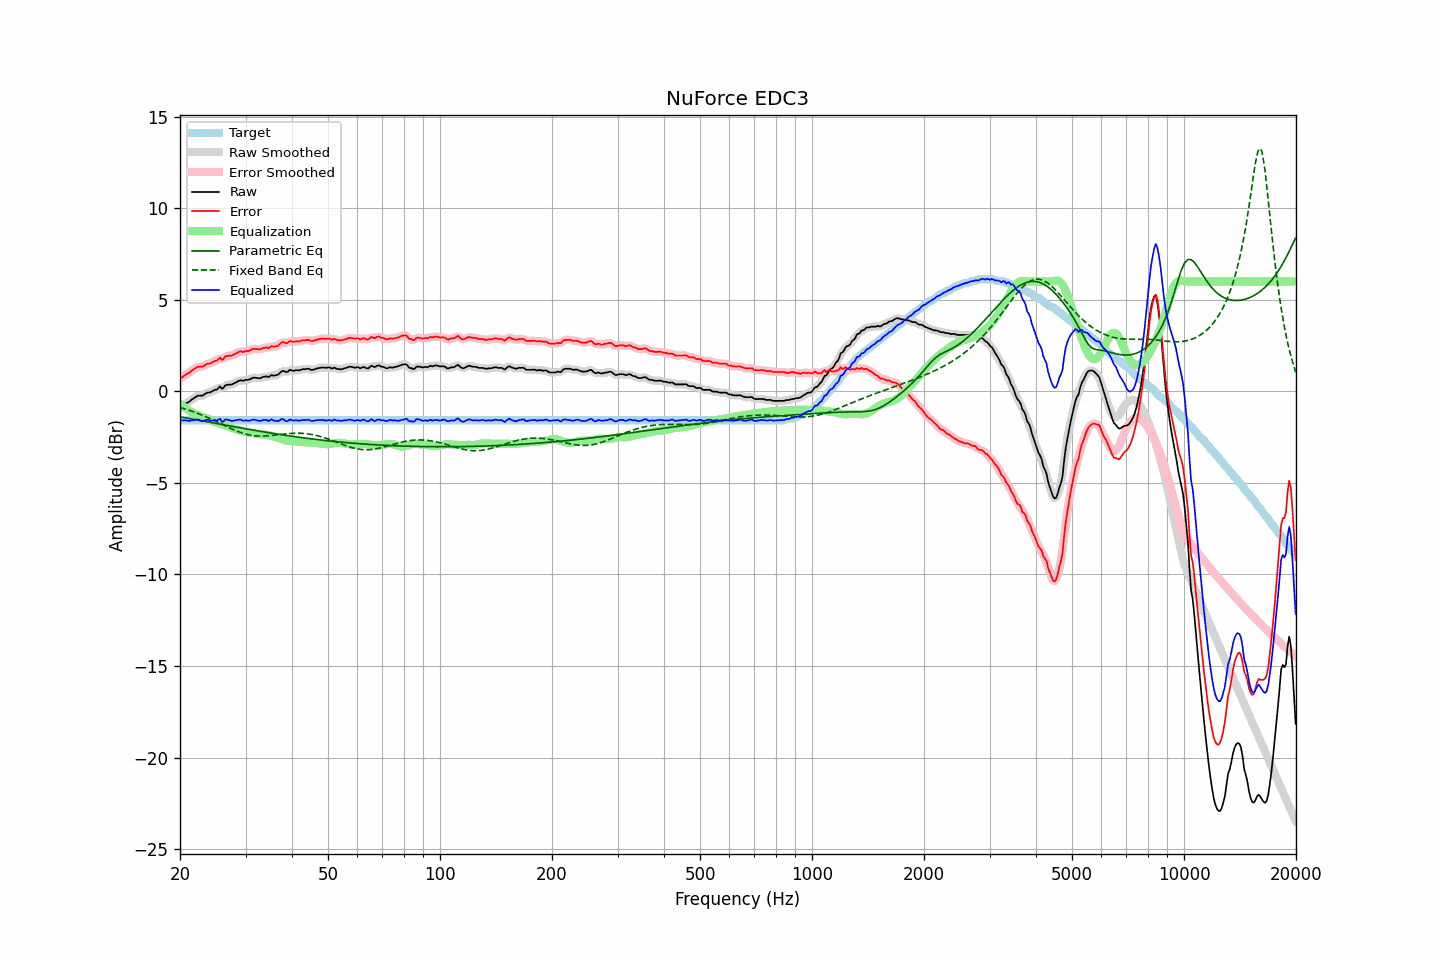 NuForce EDC3
Amplitude (dBr)
15
10
5
0
−5
−10
−15
−20
−25
Target
Raw Smoothed
Error Smoothed
Raw
Error
Equalization
Parametric Eq
Fixed Band Eq
Equalized
20 50 100 200 500 1000 2000 5000 10000 20000
Frequency (Hz)